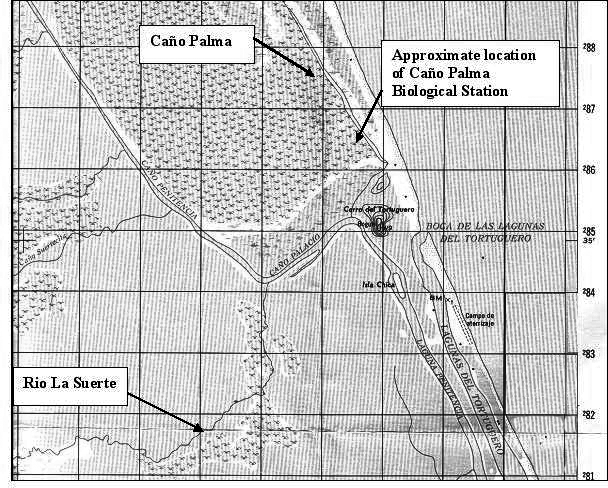 Caño Palma
Approximate location
of Caño Palma
Biological Station
288
287
286
CAÑO PENITENCIA
Cerro del Tortuguero
BOCA DE LAS LAGUNAS
DEL TORTUGUERO
285
35'
CAÑO PALACIO
Isla Chica
284
BM
Campo de
aterrizaje
LAGUNA PENITENCIA
LAGUNAS DEL TORTUGUERO
283
Rio La Suerte
282
281